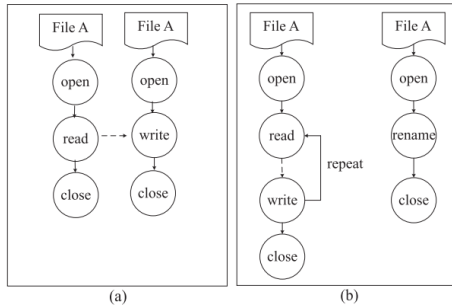 File A File A
open open
read write
close close
(a)
File A File A
open open
read rename
repeat
write close
close
(b)